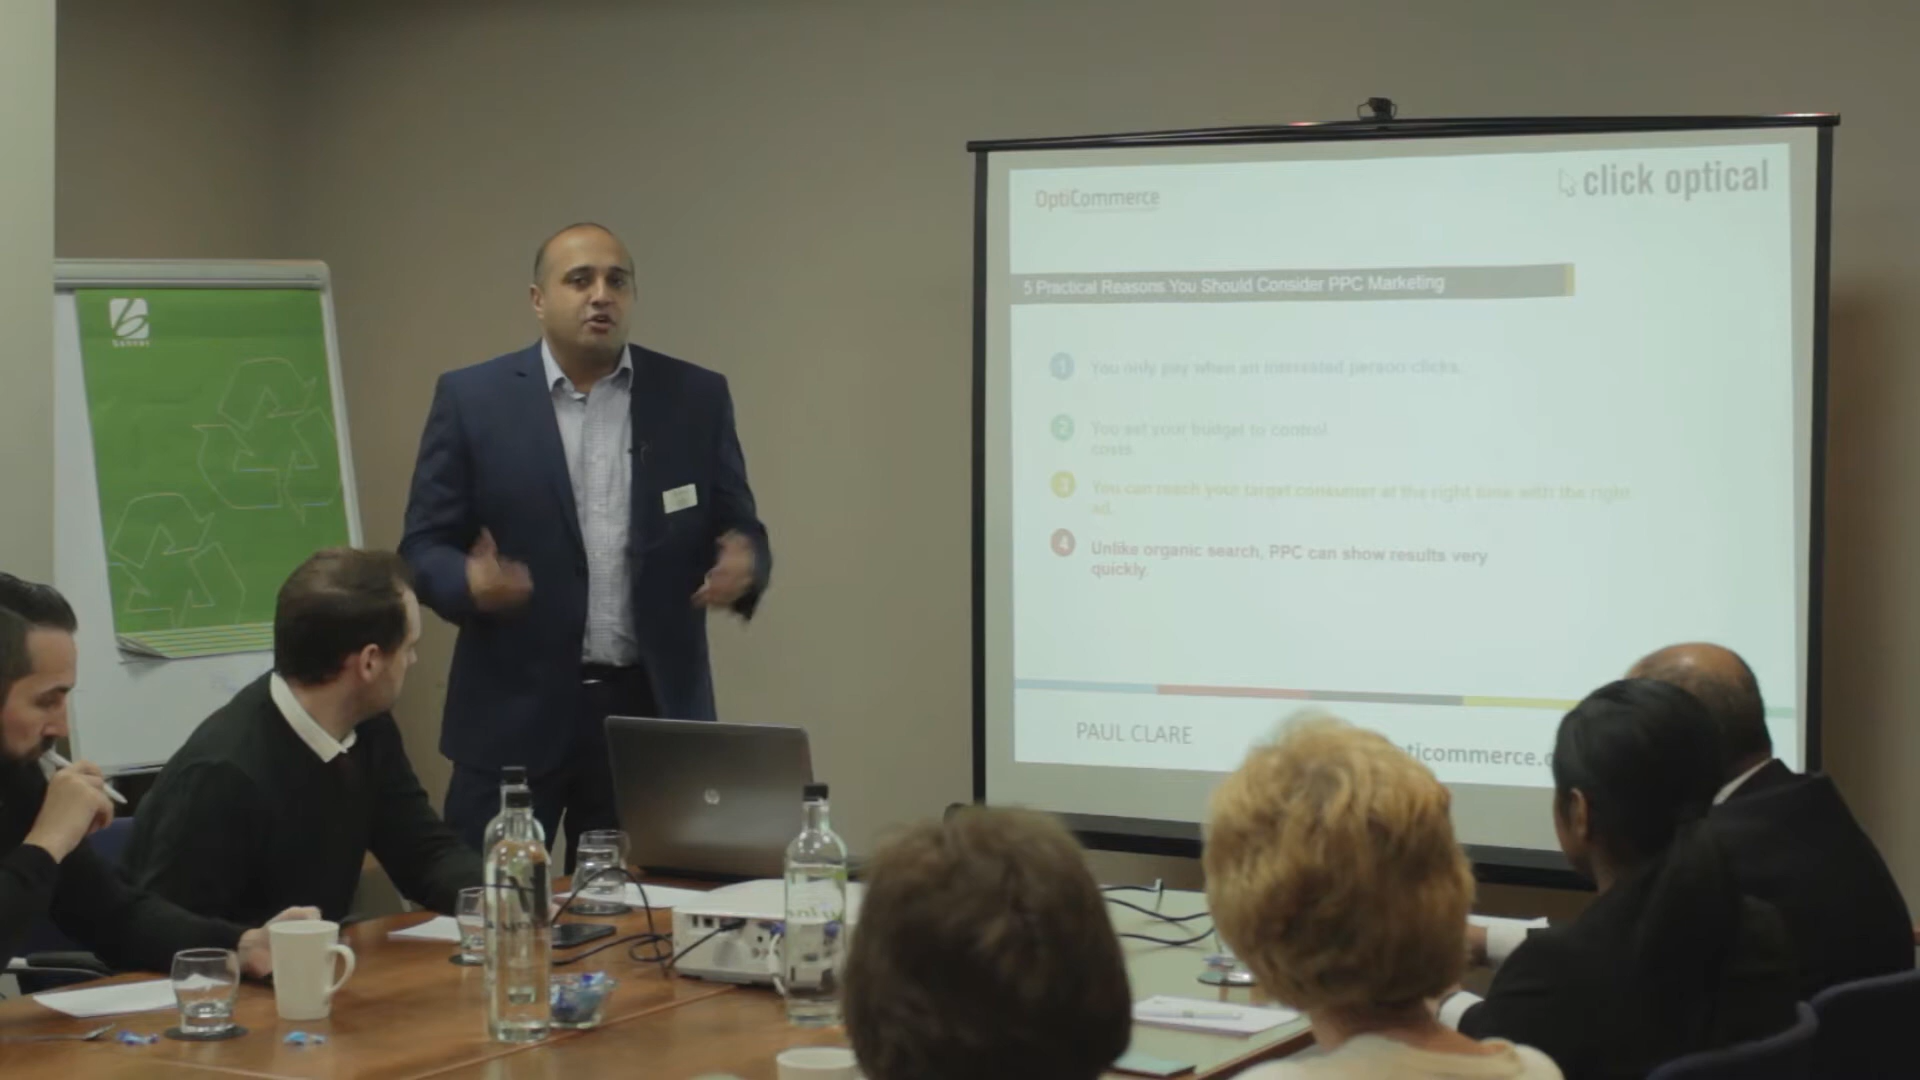 OptiCommerce
click optical
5 Practical Reasons You Should Consider PPC Marketing
1 You only pay when an interested person clicks.
2 You set your budget to control
costs.
3 You can reach your target consumer at the right time with the right
ad.
4 Unlike organic search, PPC can show results very
quickly.
PAUL CLARE
opticommerce.c
banner
hp